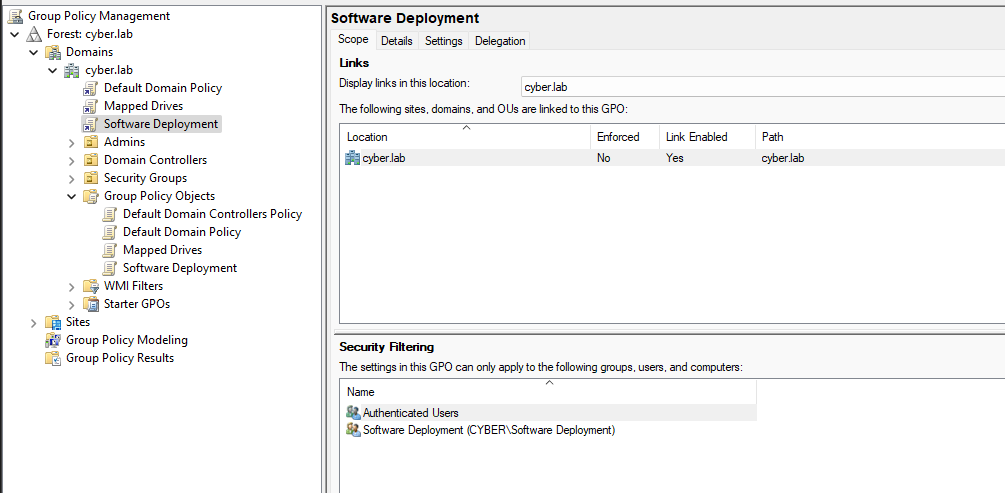 Group Policy Management
Forest: cyber.lab
Domains
cyber.lab
Default Domain Policy
Mapped Drives
Software Deployment
Admins
Domain Controllers
Security Groups
Group Policy Objects
Default Domain Controllers Policy
Default Domain Policy
Mapped Drives
Software Deployment
WMI Filters
Starter GPOs
Sites
Group Policy Modeling
Group Policy Results
Software Deployment
Scope Details Settings Delegation
Links
Display links in this location: cyber.lab
The following sites, domains, and OUs are linked to this GPO:
Location Enforced Link Enabled Path
cyber.lab No Yes cyber.lab
Security Filtering
The settings in this GPO can only apply to the following groups, users, and computers:
Name
Authenticated Users
Software Deployment (CYBER\Software Deployment)